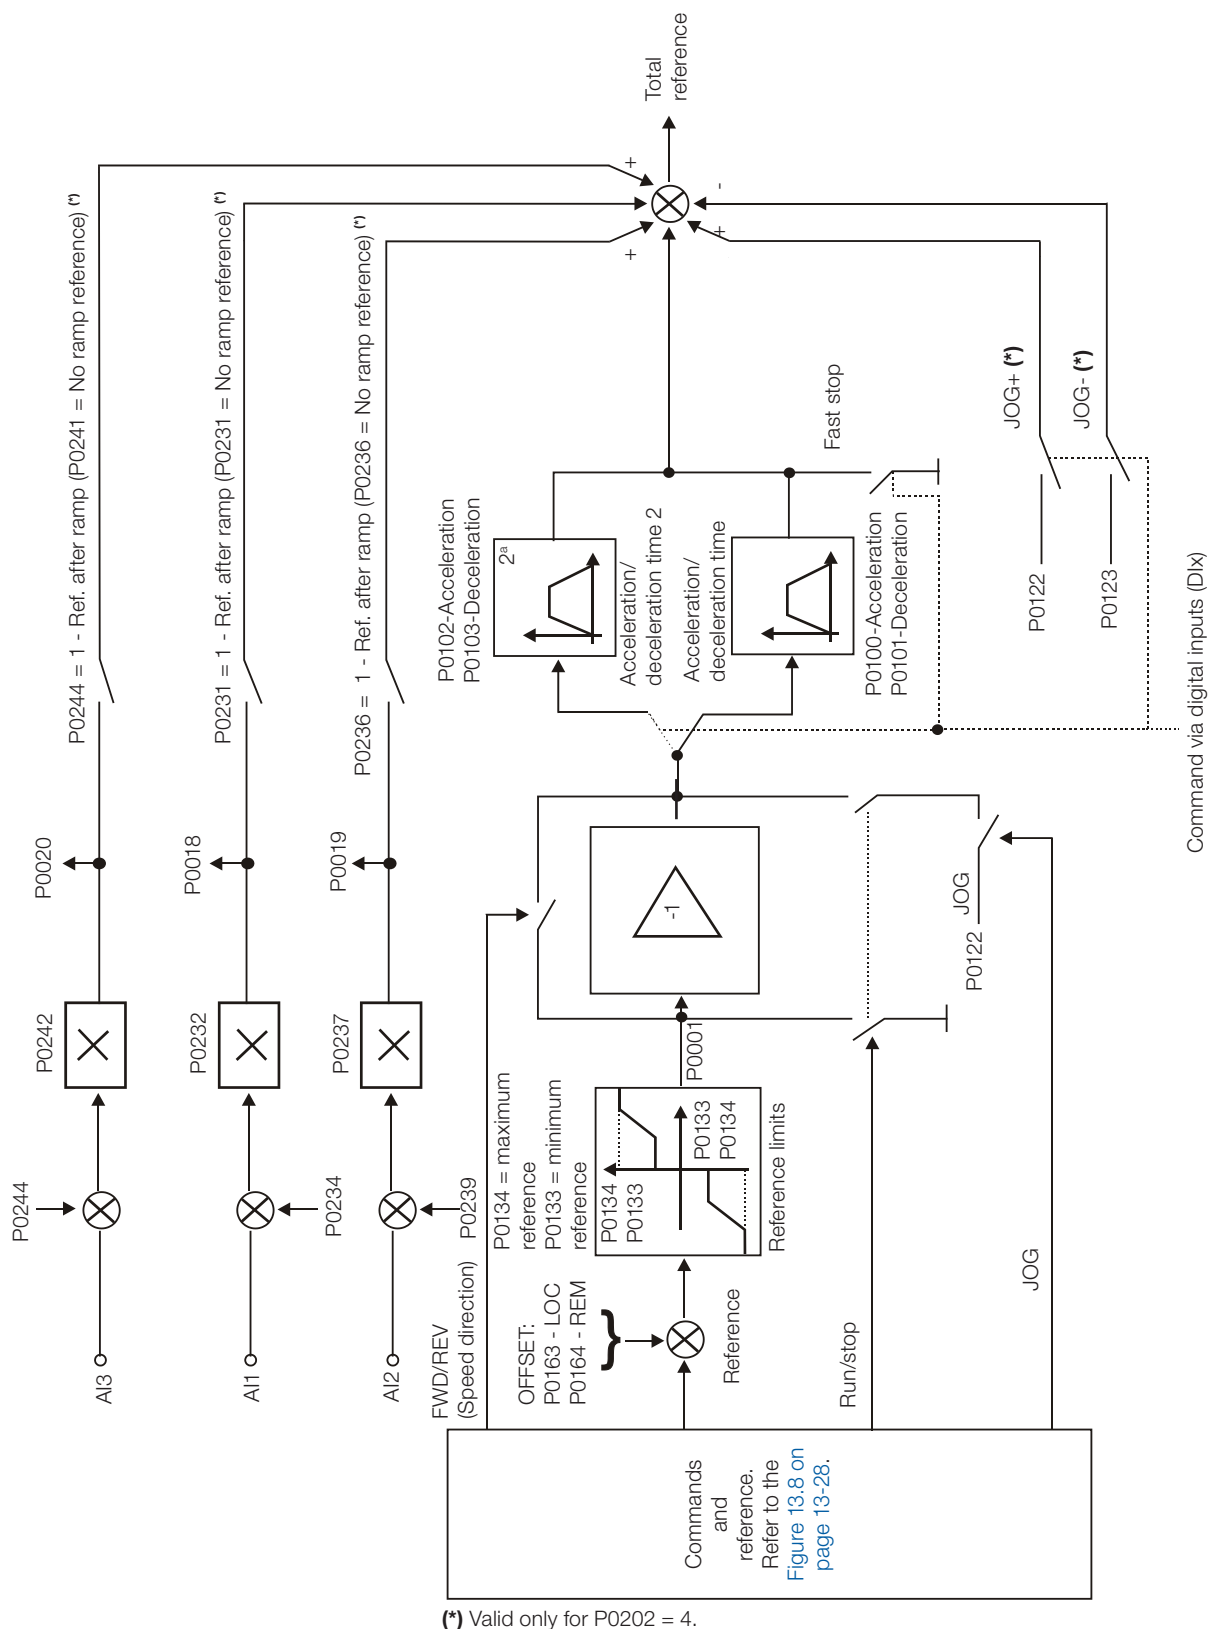 AI3
P0244
P0242
P0020
P0244 = 1 - Ref. after ramp (P0241 = No ramp reference) (*)
AI1
P0234
P0232
P0018
P0231 = 1 - Ref. after ramp (P0231 = No ramp reference) (*)
AI2
P0239
P0237
P0019
P0236 = 1 - Ref. after ramp (P0236 = No ramp reference) (*)
+
+
+
-
Total
reference
FWD/REV
(Speed direction)
OFFSET:
P0163 - LOC
P0164 - REM
}
Reference
P0134 = maximum
reference
P0133 = minimum
reference
P0134
P0133
P0133
P0134
Reference limits
P0001
-1
P0102-Acceleration
P0103-Deceleration
2ª
Acceleration/
deceleration time 2
Acceleration/
deceleration time
P0100-Acceleration
P0101-Deceleration
Fast stop
Commands
and
reference.
Refer to the
Figure 13.8 on
page 13-28.
Run/stop
JOG
P0122
JOG
P0122
JOG+ (*)
P0123
JOG- (*)
Command via digital inputs (DIx)
(*) Valid only for P0202 = 4.